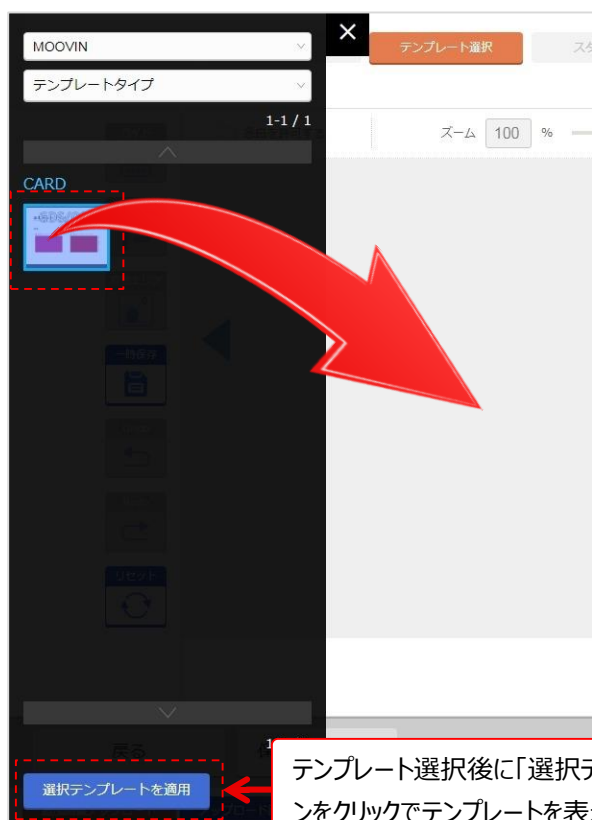 MOOVIN
テンプレート選択
スタ
テンプレートタイプ
1-1 / 1
ズーム 100 %
CARD
一時保存
リセット
戻る
選択テンプレートを適用
テンプレート選択後に「選択テ
ンをクリックでテンプレートを表